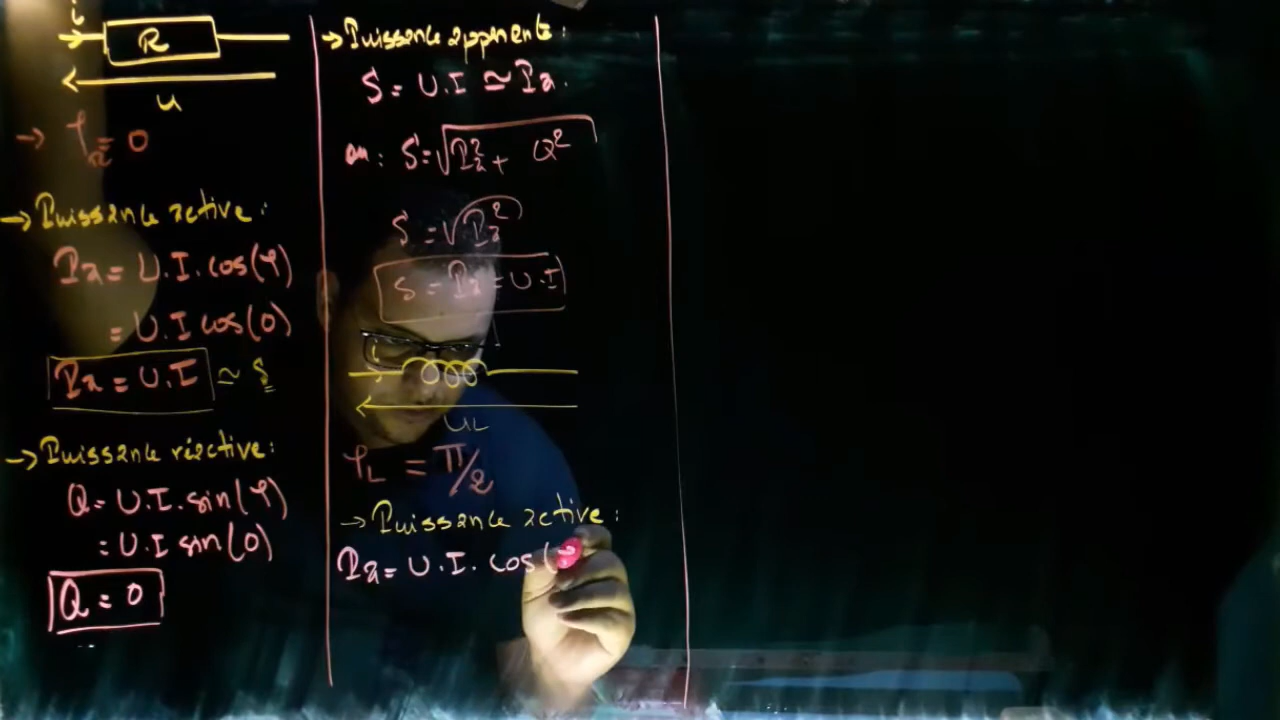 i
R
u
→ φR = 0
→ Puissance active :
Pa = U.I.cos(φ)
= U.I cos(0)
Pa = U.I ≃ S
→ Puissance réactive :
Q = U.I.sin(φ)
= U.I sin(0)
Q = 0
→ Puissance apparente :
S = U.I ≃ Pa.
on : S = √Pa² + Q²
S = √Pa²
S = Pa = U.I
L
i
UL
φL = π/2
→ Puissance active :
Pa = U.I. cos(